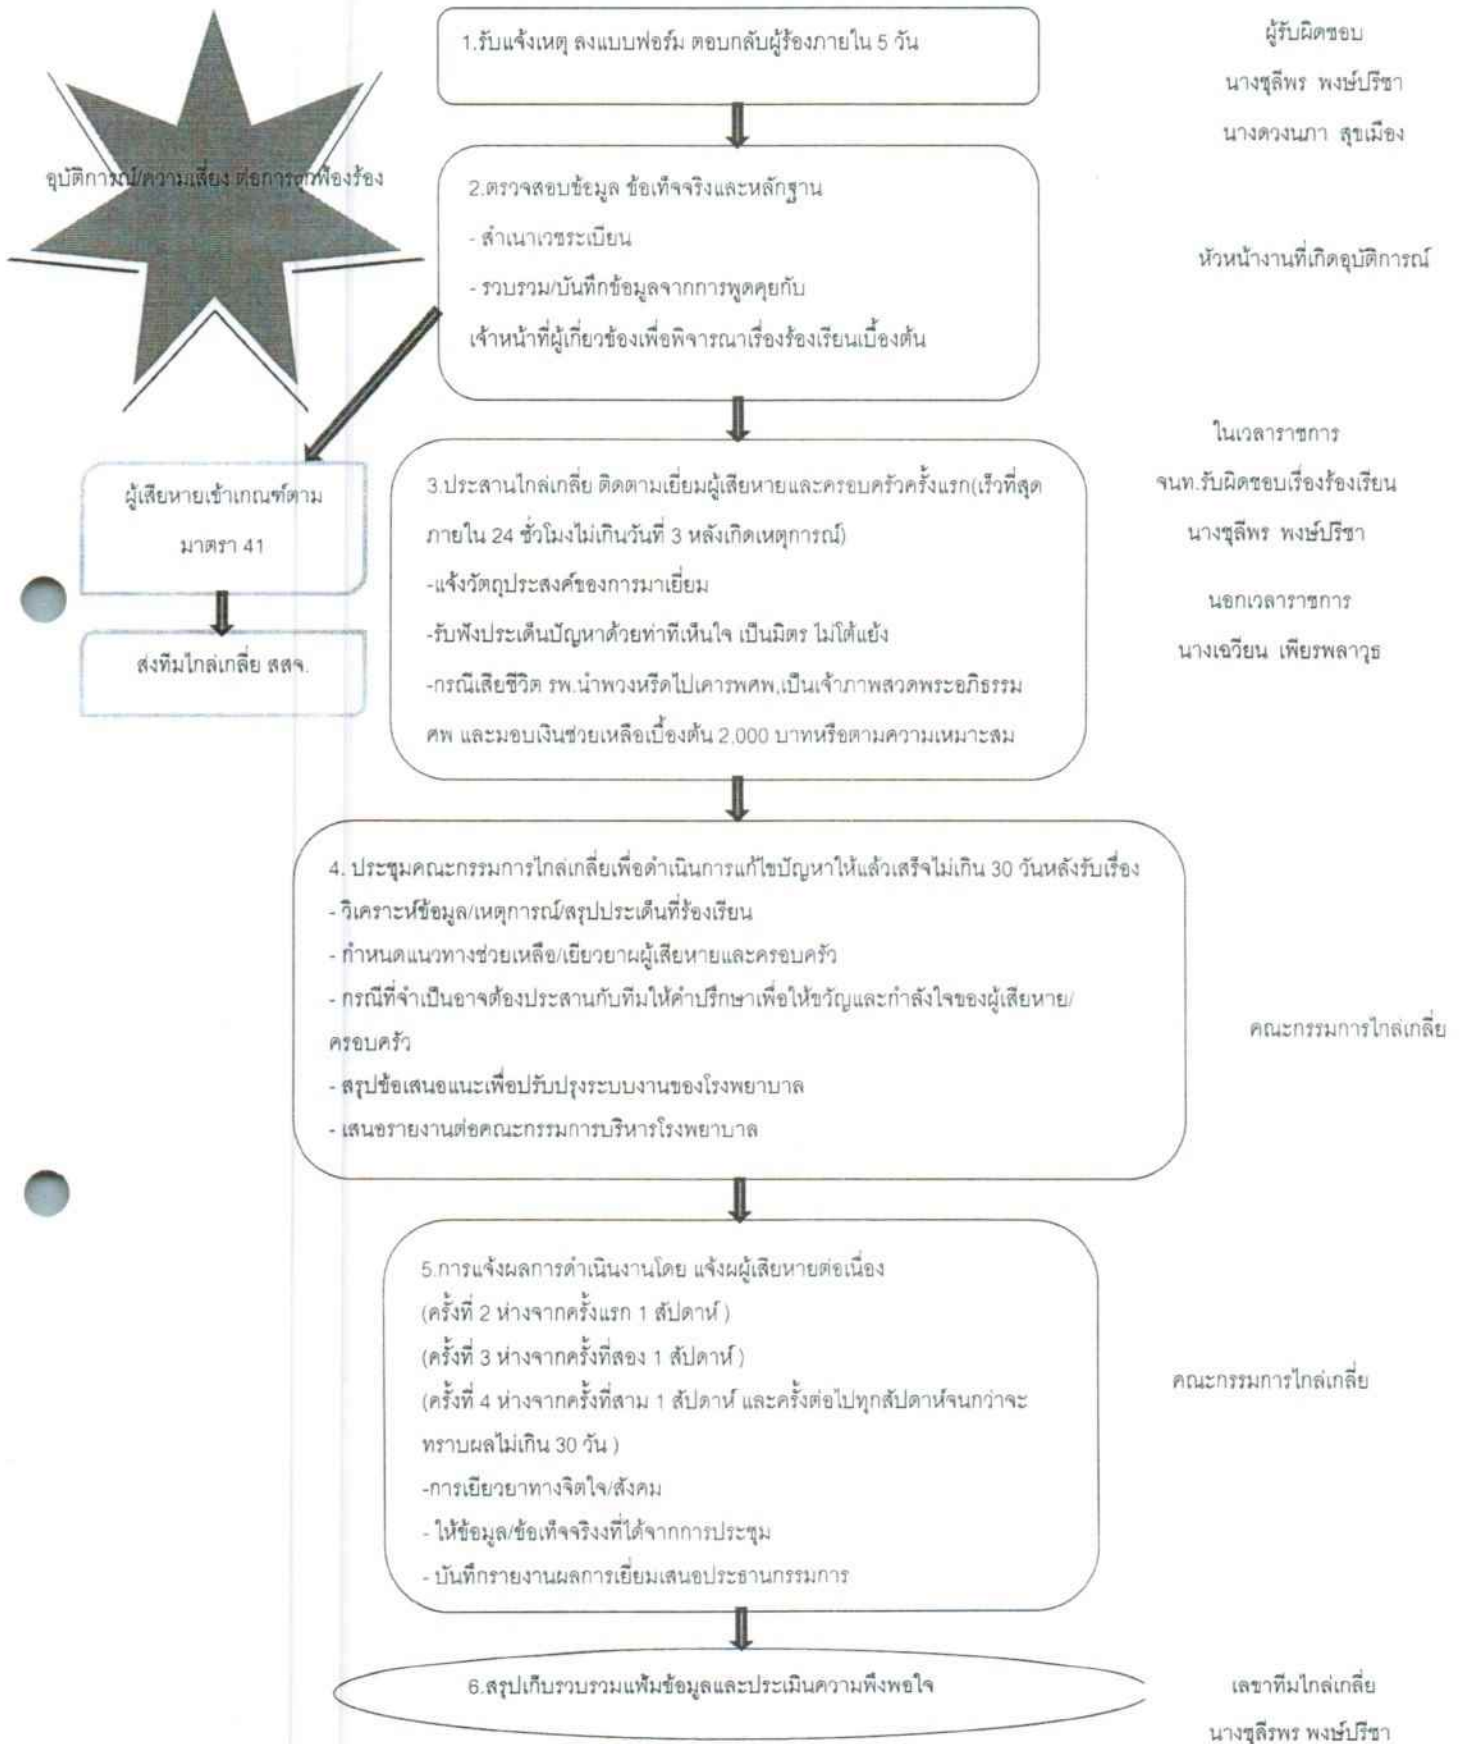 1.รับแจ้งเหตุ ลงแบบฟอร์ม ตอบกลับผู้ร้องภายใน 5 วัน
ผู้รับผิดชอบ
นางชุลีพร พงษ์ปรีชา
นางดวงนภา สุขเมือง
อุบัติการณ์/ความเสี่ยง ต่อการ
ฟ้องร้อง
2.ตรวจสอบข้อมูล ข้อเท็จจริงและหลักฐาน
- สำเนาเวชระเบียน
- รวบรวม/บันทึกข้อมูลจากการพูดคุยกับ
เจ้าหน้าที่ผู้เกี่ยวข้องเพื่อพิจารณาเรื่องร้องเรียนเบื้องต้น
หัวหน้างานที่เกิดอุบัติการณ์
ผู้เสียหายเข้าเกณฑ์ตาม
มาตรา 41
ส่งทีมไกล่เกลี่ย สสจ.
3.ประสานไกล่เกลี่ย ติดตามเยี่ยมผู้เสียหายและครอบครัวครั้งแรก(เร็วที่สุด
ภายใน 24 ชั่วโมงไม่เกินวันที่ 3 หลังเกิดเหตุการณ์)
-แจ้งวัตถุประสงค์ของการมาเยี่ยม
-รับฟังประเด็นปัญหาด้วยท่าทีเห็นใจ เป็นมิตร ไม่โต้แย้ง
-กรณีเสียชีวิต รพ.นำพวงหรีดไปเคารพศพ,เป็นเจ้าภาพสวดพระอภิธรรม
ศพ และมอบเงินช่วยเหลือเบื้องต้น 2,000 บาทหรือตามความเหมาะสม
ในเวลาราชการ
จนท.รับผิดชอบเรื่องร้องเรียน
นางชุลีพร พงษ์ปรีชา
นอกเวลาราชการ
นางเฉวียน เพียรพลาวุธ
4. ประชุมคณะกรรมการไกล่เกลี่ยเพื่อดำเนินการแก้ไขปัญหาให้แล้วเสร็จไม่เกิน 30 วันหลังรับเรื่อง
- วิเคราะห์ข้อมูล/เหตุการณ์/สรุปประเด็นที่ร้องเรียน
- กำหนดแนวทางช่วยเหลือ/เยียวยาผผู้เสียหายและครอบครัว
- กรณีที่จำเป็นอาจต้องประสานกับทีมให้คำปรึกษาเพื่อให้ขวัญและกำลังใจของผู้เสียหาย/
ครอบครัว
- สรุปข้อเสนอแนะเพื่อปรับปรุงระบบงานของโรงพยาบาล
- เสนอรายงานต่อคณะกรรมการบริหารโรงพยาบาล
คณะกรรมการไกล่เกลี่ย
5.การแจ้งผลการดำเนินงานโดย แจ้งผผู้เสียหายต่อเนื่อง
(ครั้งที่ 2 ห่างจากครั้งแรก 1 สัปดาห์ )
(ครั้งที่ 3 ห่างจากครั้งที่สอง 1 สัปดาห์ )
(ครั้งที่ 4 ห่างจากครั้งที่สาม 1 สัปดาห์ และครั้งต่อไปทุกสัปดาห์จนกว่าจะ
ทราบผลไม่เกิน 30 วัน )
-การเยียวยาทางจิตใจ/สังคม
- ให้ข้อมูล/ข้อเท็จจริงงที่ได้จากการประชุม
- บันทึกรายงานผลการเยี่ยมเสนอประธานกรรมการ
คณะกรรมการไกล่เกลี่ย
6.สรุปเก็บรวบรวมแฟ้มข้อมูลและประเมินความพึงพอใจ
เลขาทีมไกล่เกลี่ย
นางชุลีรพร พงษ์ปรีชา